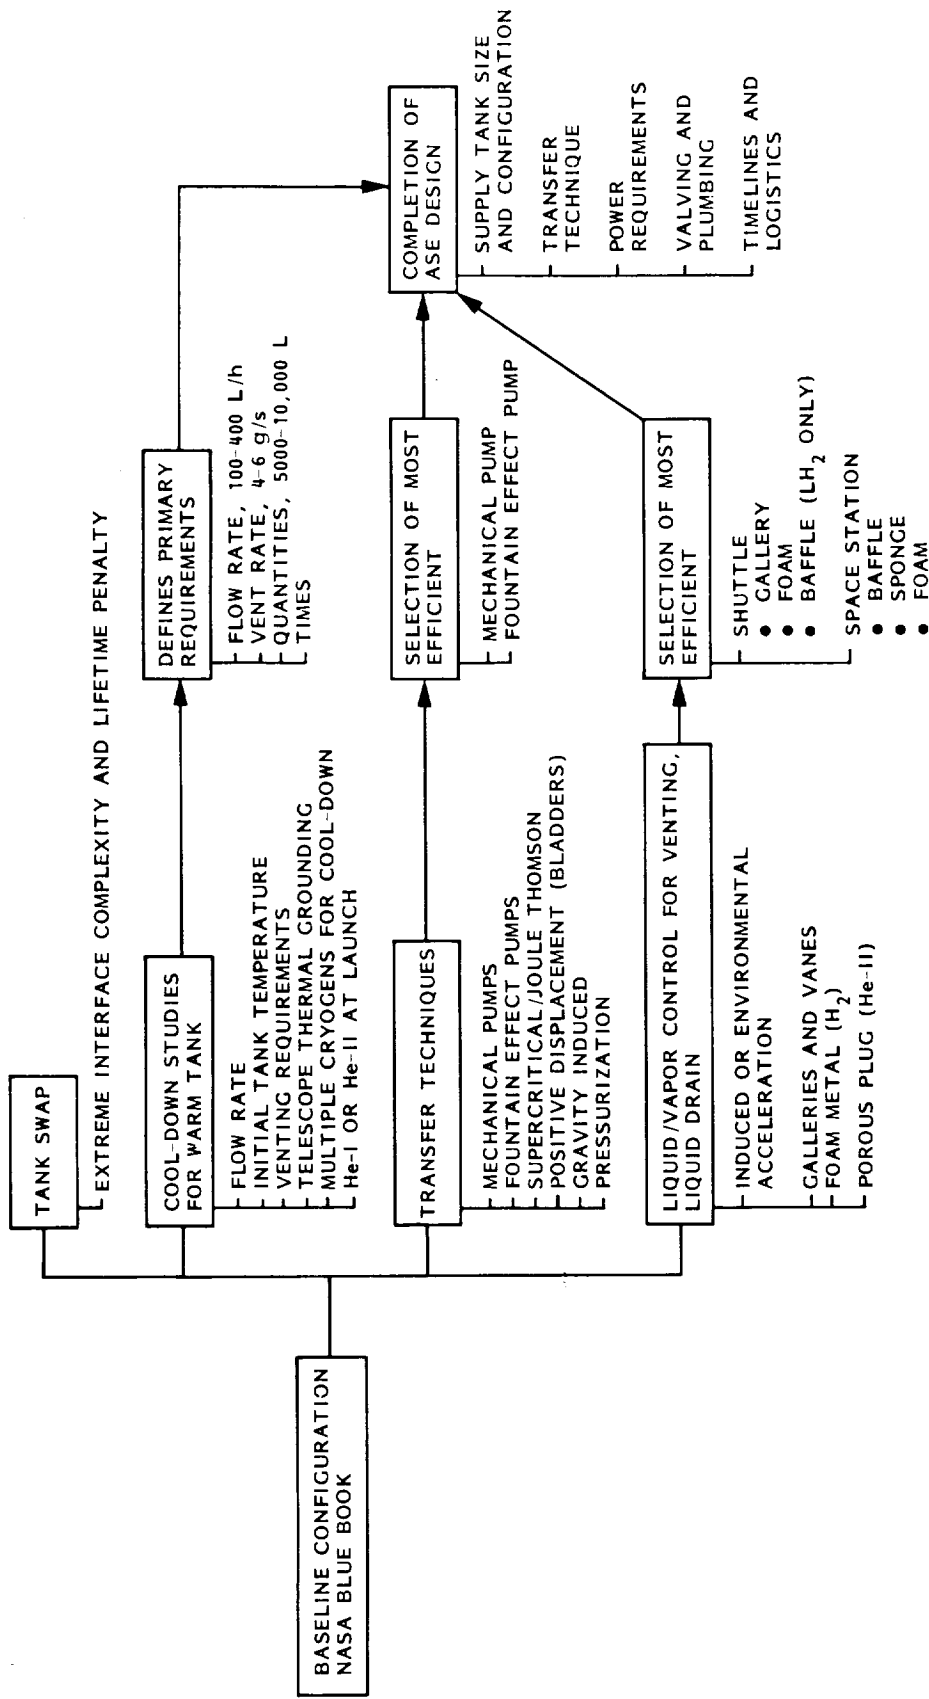 BASELINE CONFIGURATION
NASA BLUE BOOK
TANK SWAP
EXTREME INTERFACE COMPLEXITY AND LIFETIME PENALTY
COOL-DOWN STUDIES
FOR WARM TANK
FLOW RATE
INITIAL TANK TEMPERATURE
VENTING REQUIREMENTS
TELESCOPE THERMAL GROUNDING
MULTIPLE CRYOGENS FOR COOL-DOWN
He-I OR He-II AT LAUNCH
DEFINES PRIMARY
REQUIREMENTS
FLOW RATE, 100-400 L/h
VENT RATE, 4-6 g/s
QUANTITIES, 5000-10,000 L
TIMES
TRANSFER TECHNIQUES
MECHANICAL PUMPS
FOUNTAIN EFFECT PUMPS
SUPERCRITICAL/JOULE THOMSON
POSITIVE DISPLACEMENT (BLADDERS)
GRAVITY INDUCED
PRESSURIZATION
SELECTION OF MOST
EFFICIENT
MECHANICAL PUMP
FOUNTAIN EFFECT PUMP
LIQUID/VAPOR CONTROL FOR VENTING,
LIQUID DRAIN
INDUCED OR ENVIRONMENTAL
ACCELERATION
GALLERIES AND VANES
FOAM METAL (H2)
POROUS PLUG (He-II)
SELECTION OF MOST
EFFICIENT
SHUTTLE
● GALLERY
● FOAM
● BAFFLE (LH2 ONLY)
SPACE STATION
● BAFFLE
● SPONGE
● FOAM
COMPLETION OF
ASE DESIGN
SUPPLY TANK SIZE
AND CONFIGURATION
TRANSFER
TECHNIQUE
POWER
REQUIREMENTS
VALVING AND
PLUMBING
TIMELINES AND
LOGISTICS